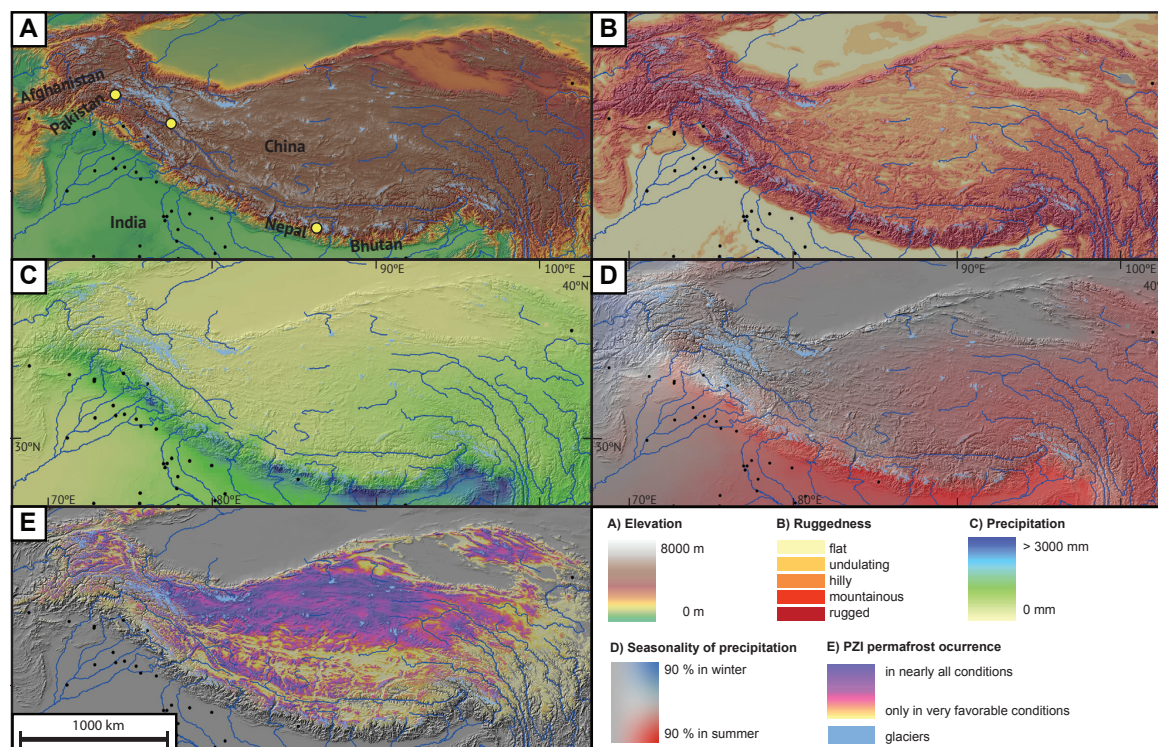 A
Afghanistan
Pakistan
China
India
Nepal
Bhutan
B
C
90°E
100°E
40°N
30°N
70°E
80°E
D
90°E
100°E
40°N
30°N
70°E
80°E
E
1000 km
A) Elevation
8000 m
0 m
B) Ruggedness
flat
undulating
hilly
mountainous
rugged
C) Precipitation
> 3000 mm
0 mm
D) Seasonality of precipitation
90 % in winter
90 % in summer
E) PZI permafrost ocurrence
in nearly all conditions
only in very favorable conditions
glaciers